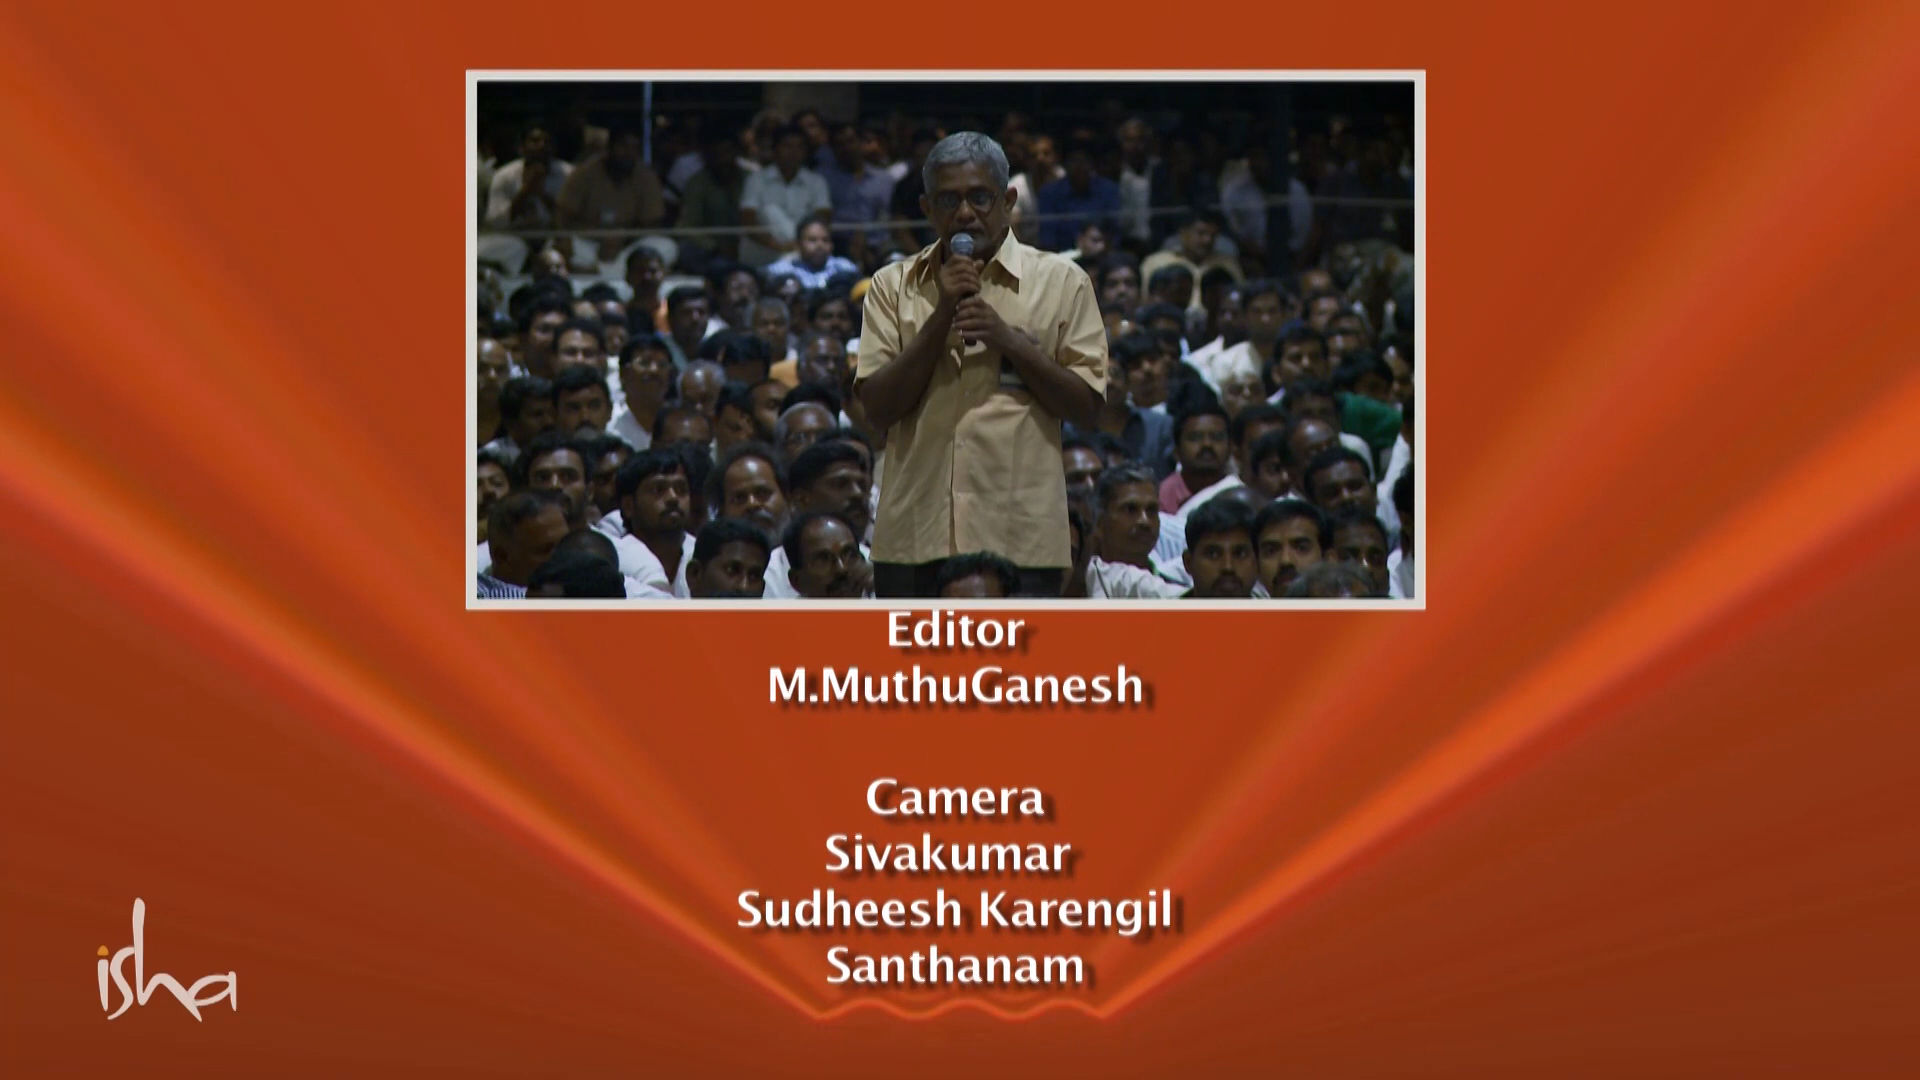 Editor
M.MuthuGanesh
Camera
Sivakumar
Sudheesh Karengil
Santhanam
isha